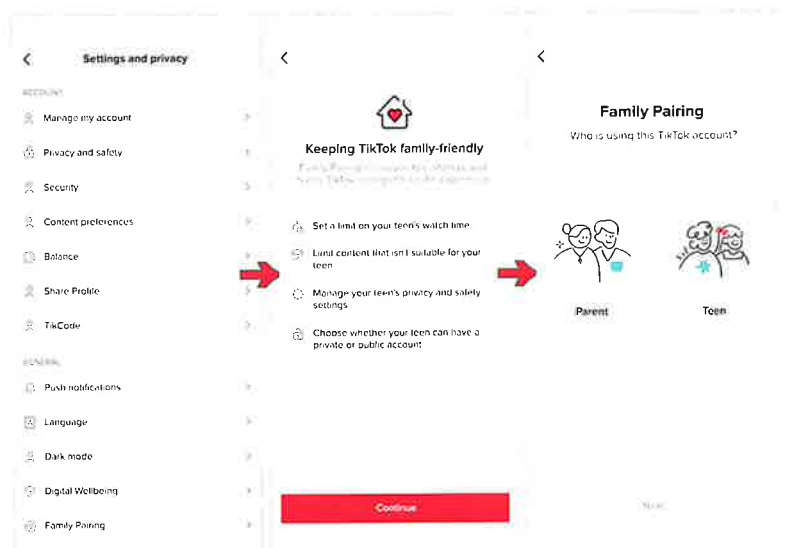 Settings and privacy
ACCOUNT
Manage my account
Privacy and safety
Security
Content preferences
Balance
Share Profile
TikCode
GENERAL
Push notifications
Language
Dark mode
Digital Wellbeing
Family Pairing
Keeping TikTok family-friendly
Set a limit on your teen's watch time
Limit content that isn't suitable for your
teen
Manage your teen's privacy and safety
settings
Choose whether your teen can have a
private or public account
Continue
Family Pairing
Who is using this TikTok account?
Parent
Teen
Next